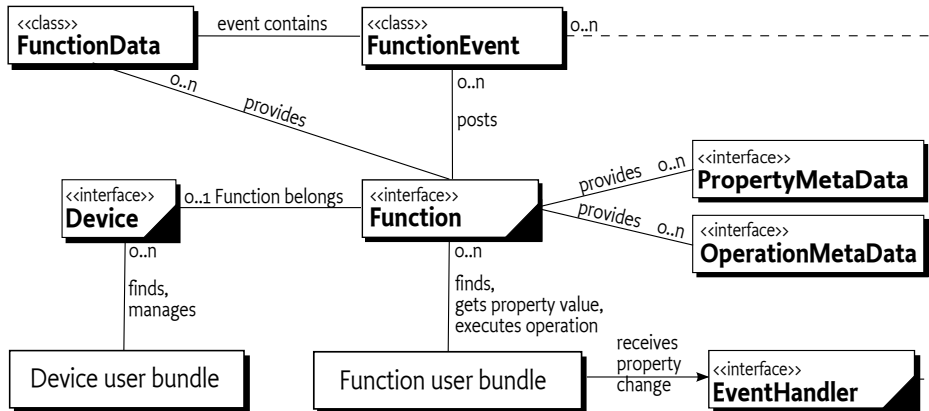 <<class>>
FunctionData
event contains
<<class>>
FunctionEvent
0..n
0..n
provides
0..n
posts
<<interface>>
Device
0..1 Function belongs
<<interface>>
Function
provides
0..n
<<interface>>
PropertyMetaData
provides
0..n
<<interface>>
OperationMetaData
0..n
finds,
manages
0..n
finds,
gets property value,
executes operation
Device user bundle
Function user bundle
receives
property
change
<<interface>>
EventHandler